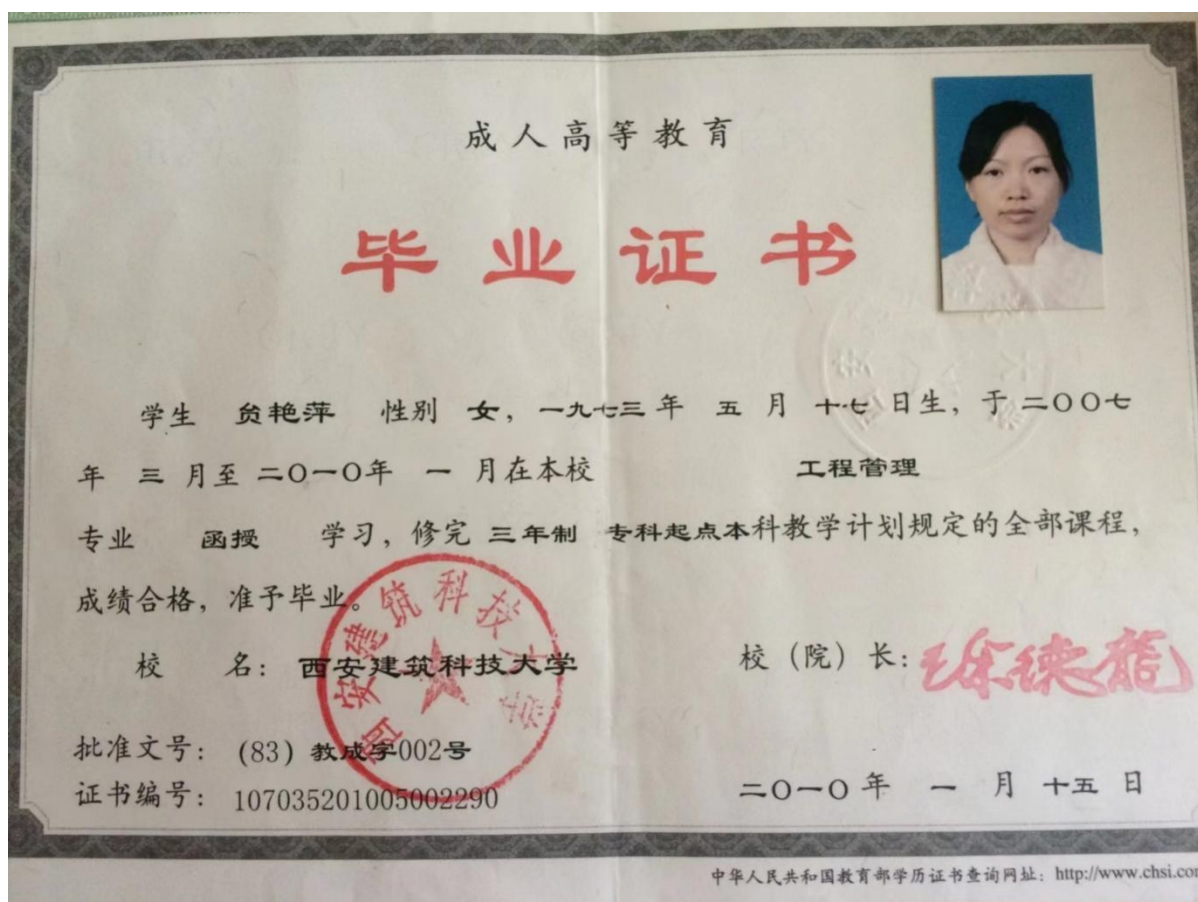 成人高等教育
毕业证书
学生 贠艳萍 性别 女，一九七三年 五 月 十七 日生，于 二〇〇七
年 三 月至 二〇一〇年 一 月在本校 工程管理
专业 函授 学习，修完 三年制 专科起点本科教学计划规定的全部课程，
成绩合格，准予毕业。
校 名：西安建筑科技大学
校（院）长：徐德龙
西安建筑科技大学
批准文号：(83) 教成字002号
证书编号：107035201005002290
二〇一〇年 一 月 十五 日
中华人民共和国教育部学历证书查询网址：http://www.chsi.com